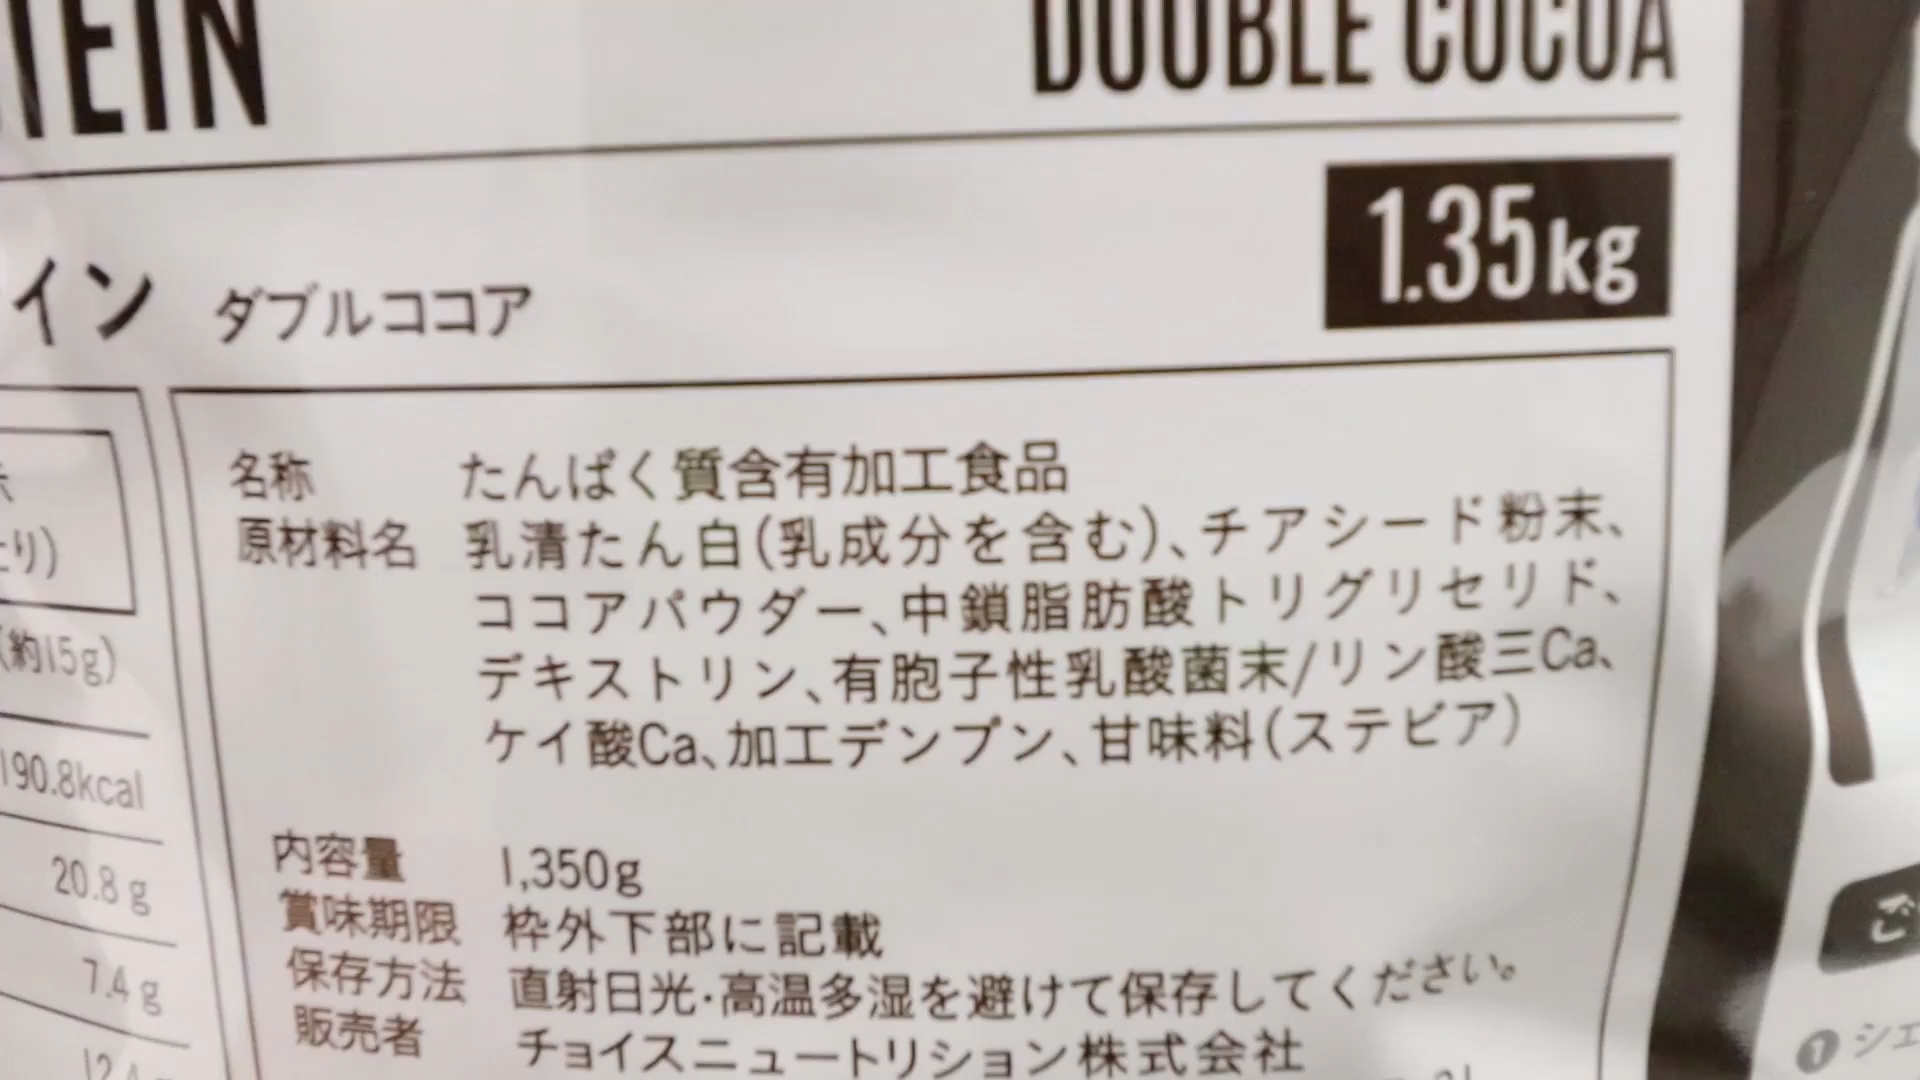 DOUBLE COCOA
1.35kg
イン ダブルココア
名称 たんぱく質含有加工食品
原材料名 乳清たん白(乳成分を含む)、チアシード粉末、
ココアパウダー、中鎖脂肪酸トリグリセリド、
デキストリン、有胞子性乳酸菌末/リン酸三Ca、
ケイ酸Ca、加工デンプン、甘味料(ステビア)
内容量 1,350g
賞味期限 枠外下部に記載
保存方法 直射日光・高温多湿を避けて保存してください。
販売者 チョイスニュートリション株式会社
り)
(約15g)
190.8kcal
20.8g
7.4g
ご
1 シェ